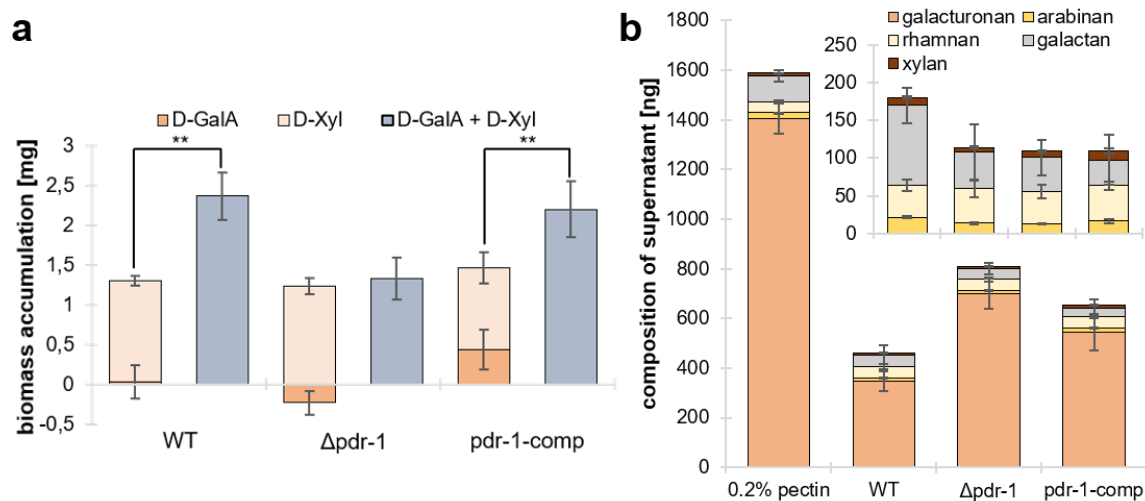 a
D-GalA D-Xyl D-GalA + D-Xyl
biomass accumulation [mg]
3
2,5
2
1,5
1
0,5
0
-0,5
**
**
WT Δpdr-1 pdr-1-comp
b
composition of supernatant [ng]
1800
1600
1400
1200
1000
800
600
400
200
0
galacturonan arabinan
rhamnan galactan
xylan
250
200
150
100
50
0
0.2% pectin WT Δpdr-1 pdr-1-comp